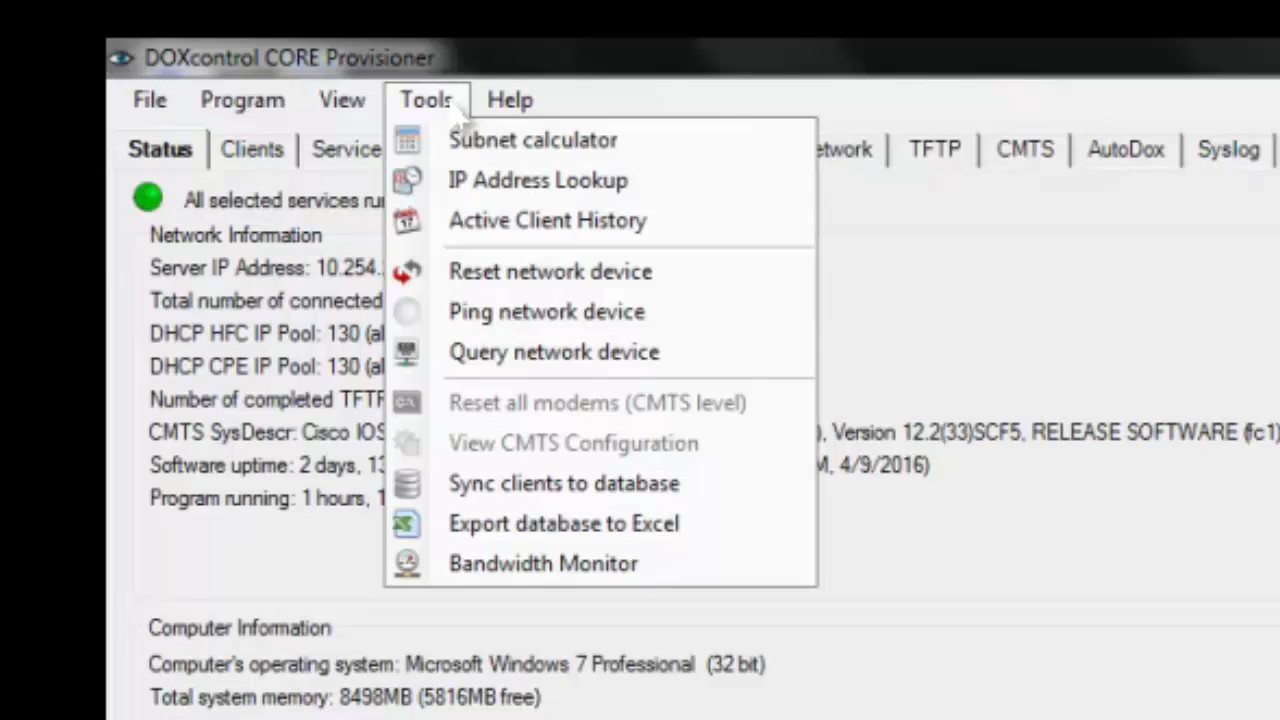 DOXcontrol CORE Provisioner
File Program View Tools Help
Status Clients Service etwork TFTP CMTS AutoDox Syslog
Subnet calculator
IP Address Lookup
Active Client History
Reset network device
Ping network device
Query network device
Reset all modems (CMTS level)
View CMTS Configuration
Sync clients to database
Export database to Excel
Bandwidth Monitor
All selected services ru
Network Information
Server IP Address: 10.254.
Total number of connected
DHCP HFC IP Pool: 130 (al
DHCP CPE IP Pool: 130 (al
Number of completed TFTF
CMTS SysDescr: Cisco IOS ), Version 12.2(33)SCF5, RELEASE SOFTWARE (fc1)
Software uptime: 2 days, 13 M, 4/9/2016)
Program running: 1 hours, 1
Computer Information
Computer's operating system: Microsoft Windows 7 Professional (32 bit)
Total system memory: 8498MB (5816MB free)